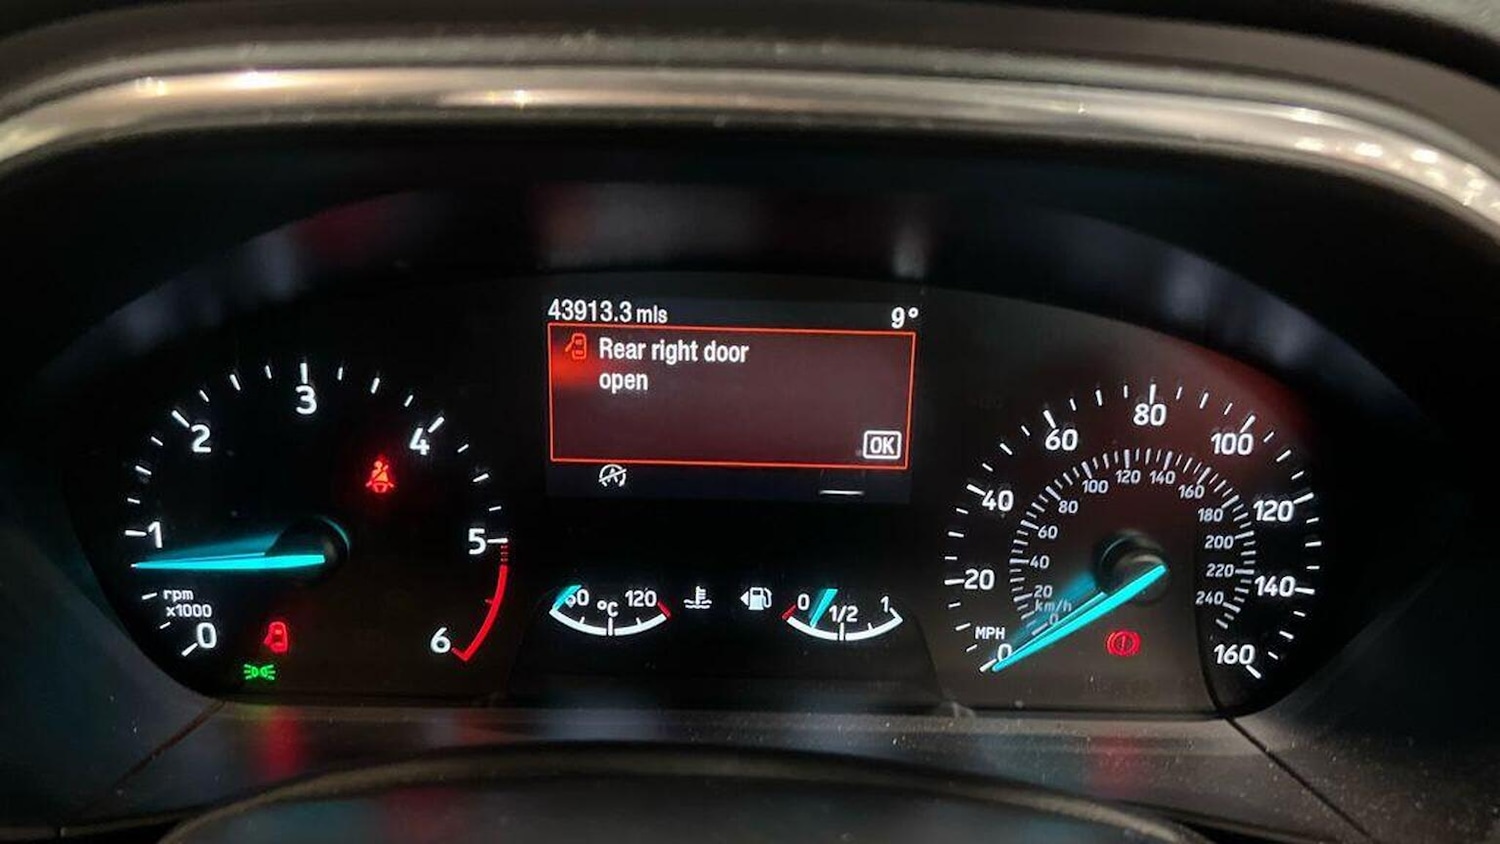 43913.3 mls 9°
Rear right door
open
OK
0 1 2 3 4 5 6
rpm
x1000
60 °C 120
0 1/2 1
0 20 40 60 80 100 120 140 160
MPH
km/h
0 20 40 60 80 100 120 140 160 180 200 220 240